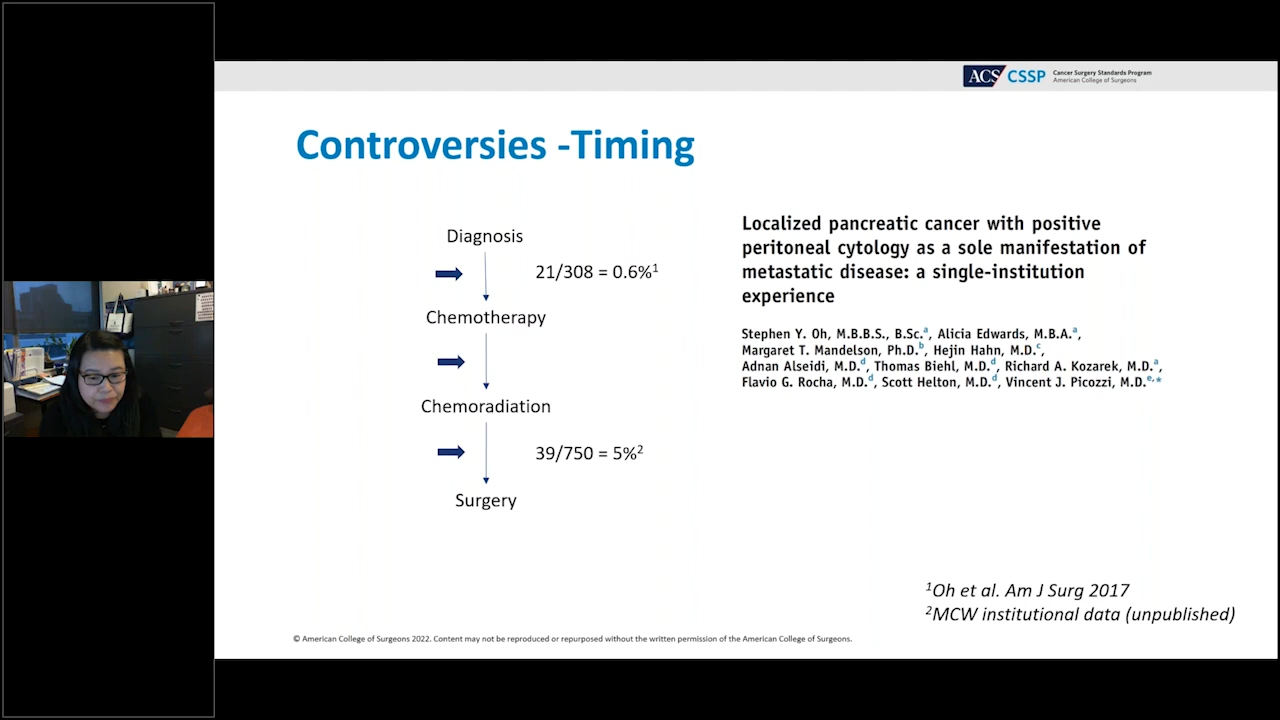 ACS CSSP Cancer Surgery Standards Program
American College of Surgeons
Controversies -Timing
Diagnosis
21/308 = 0.6%1
Chemotherapy
Chemoradiation
39/750 = 5%2
Surgery
Localized pancreatic cancer with positive
peritoneal cytology as a sole manifestation of
metastatic disease: a single-institution
experience
Stephen Y. Oh, M.B.B.S., B.Sc.a, Alicia Edwards, M.B.A.a,
Margaret T. Mandelson, Ph.D.b, Hejin Hahn, M.D.c,
Adnan Alseidi, M.D.d, Thomas Biehl, M.D.d, Richard A. Kozarek, M.D.a,
Flavio G. Rocha, M.D.d, Scott Helton, M.D.d, Vincent J. Picozzi, M.D.e,*
1Oh et al. Am J Surg 2017
2MCW institutional data (unpublished)
© American College of Surgeons 2022. Content may not be reproduced or repurposed without the written permission of the American College of Surgeons.